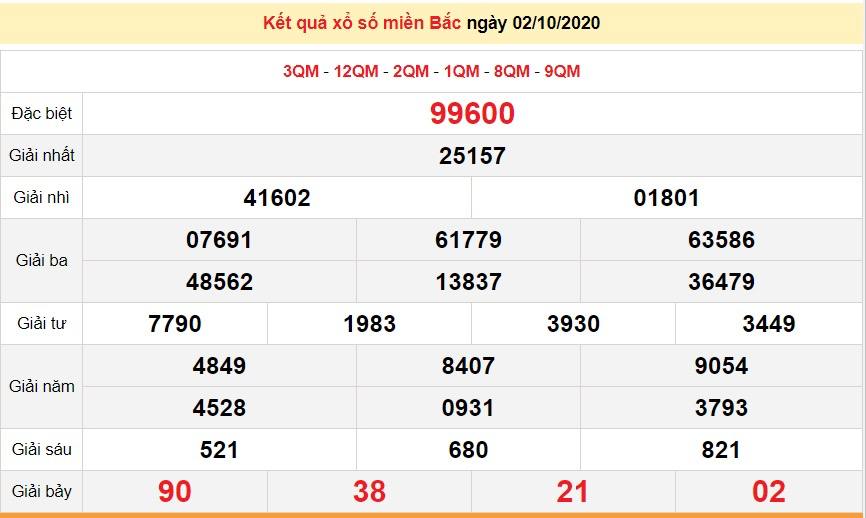 Kết quả xổ số miền Bắc ngày 02/10/2020
3QM - 12QM - 2QM - 1QM - 8QM - 9QM
Đặc biệt 99600
Giải nhất 25157
Giải nhì 41602 01801
Giải ba 07691 61779 63586
48562 13837 36479
Giải tư 7790 1983 3930 3449
Giải năm 4849 8407 9054
4528 0931 3793
Giải sáu 521 680 821
Giải bảy 90 38 21 02